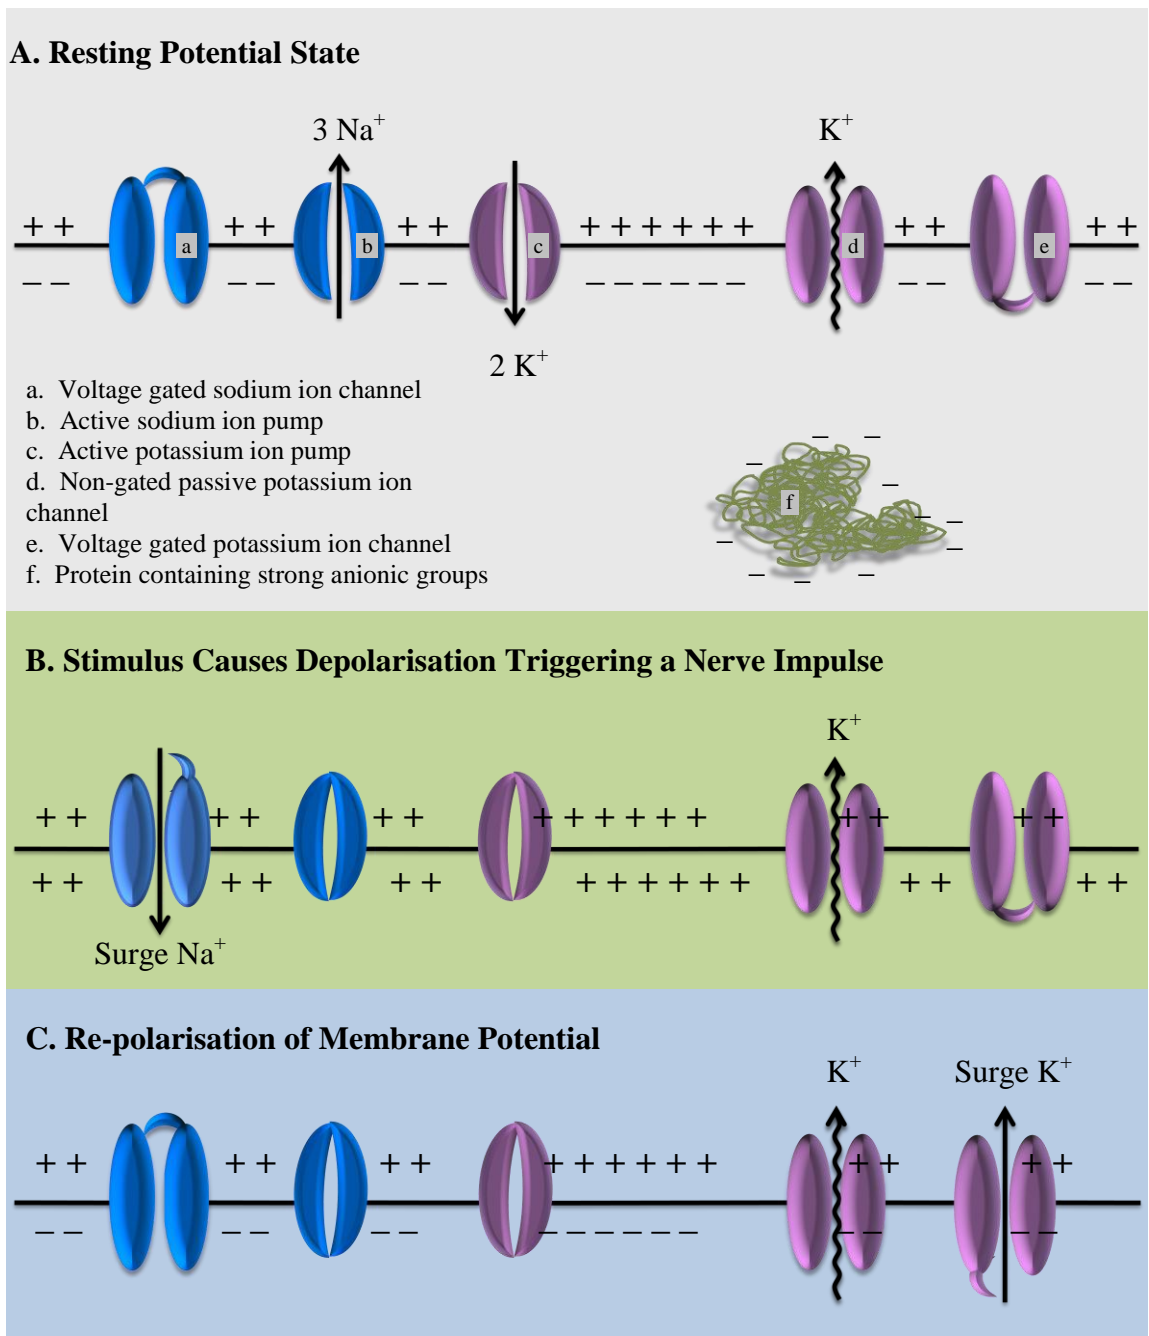 A. Resting Potential State
3 Na⁺
K⁺
+ +
+ +
+ +
+ + + + + +
+ +
+ +
a
b
c
d
e
– –
– –
– –
– – – – – –
– –
– –
2 K⁺
a. Voltage gated sodium ion channel
b. Active sodium ion pump
c. Active potassium ion pump
d. Non-gated passive potassium ion
channel
e. Voltage gated potassium ion channel
f. Protein containing strong anionic groups
f
B. Stimulus Causes Depolarisation Triggering a Nerve Impulse
K⁺
+ +
+ +
+ +
+ + + + + +
+ +
+ +
+ +
+ +
+ +
+ + + + + +
+ +
+ +
Surge Na⁺
C. Re-polarisation of Membrane Potential
K⁺
Surge K⁺
+ +
+ +
+ +
+ + + + + +
+ +
+ +
– –
– –
– –
– – – – – –
– –
– –